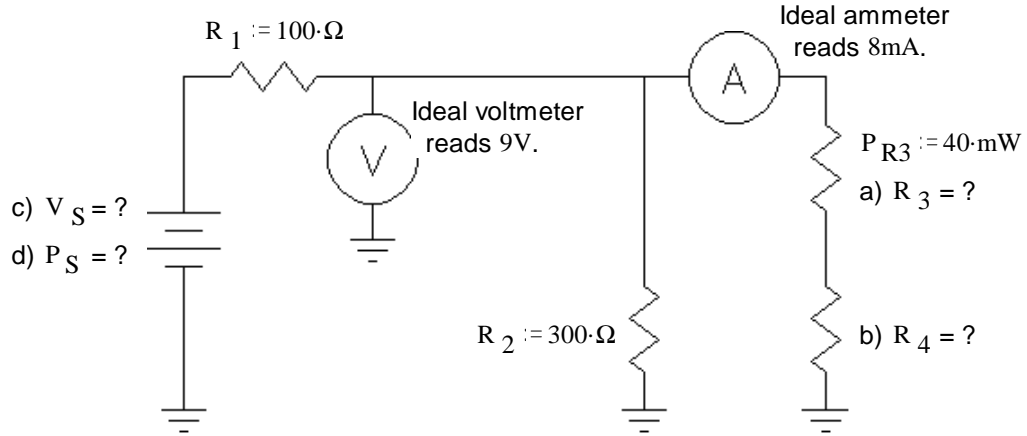 Ideal ammeter
reads 8mA.
R 1 := 100·Ω
A
Ideal voltmeter
reads 9V.
V
P R3 := 40·mW
a) R 3 = ?
c) V S = ?
d) P S = ?
R 2 := 300·Ω
b) R 4 = ?